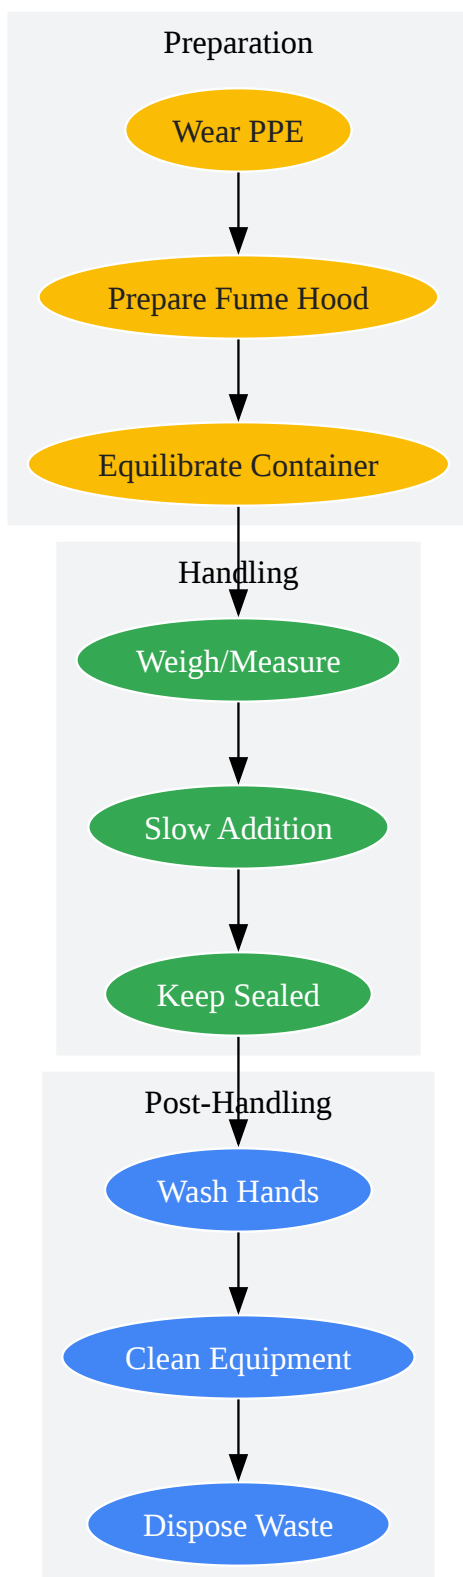 Preparation
Wear PPE
Prepare Fume Hood
Equilibrate Container
Handling
Weigh/Measure
Slow Addition
Keep Sealed
Post-Handling
Wash Hands
Clean Equipment
Dispose Waste